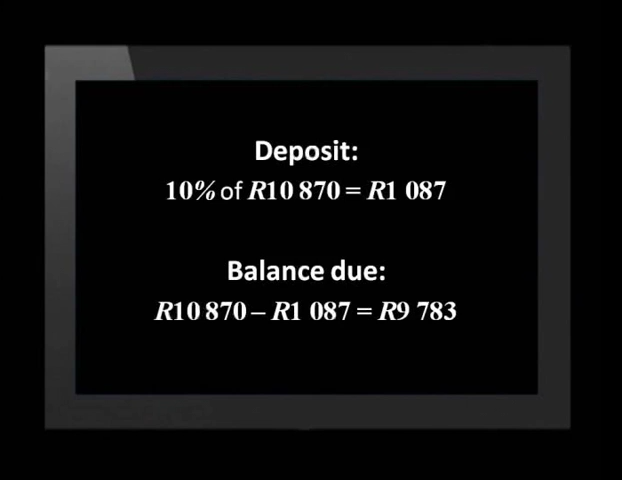 Deposit:
10% of R10 870 = R1 087
Balance due:
R10 870 – R1 087 = R9 783